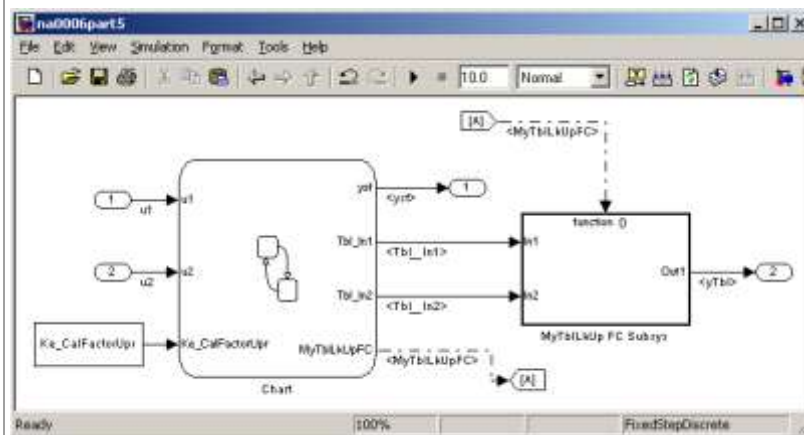 na0006part5
File Edit View Simulation Format Tools Help
10.0 Normal
[A]
<MyTblLkUpFC>
1
u1
u1
yof
1
function ()
Tbl_In1
<Tbl_In1>
In1
2
u2
u2
Out1
2
<yTbl>
Tbl_In2
<Tbl_In2>
In2
Ke_CalFactorUpr
Ke_CalFactorUpr
MyTblLkUpFC
<MyTblLkUpFC>
[A]
MyTblLkUp FC Subsys
Chart
Ready 100% FixedStepDiscrete